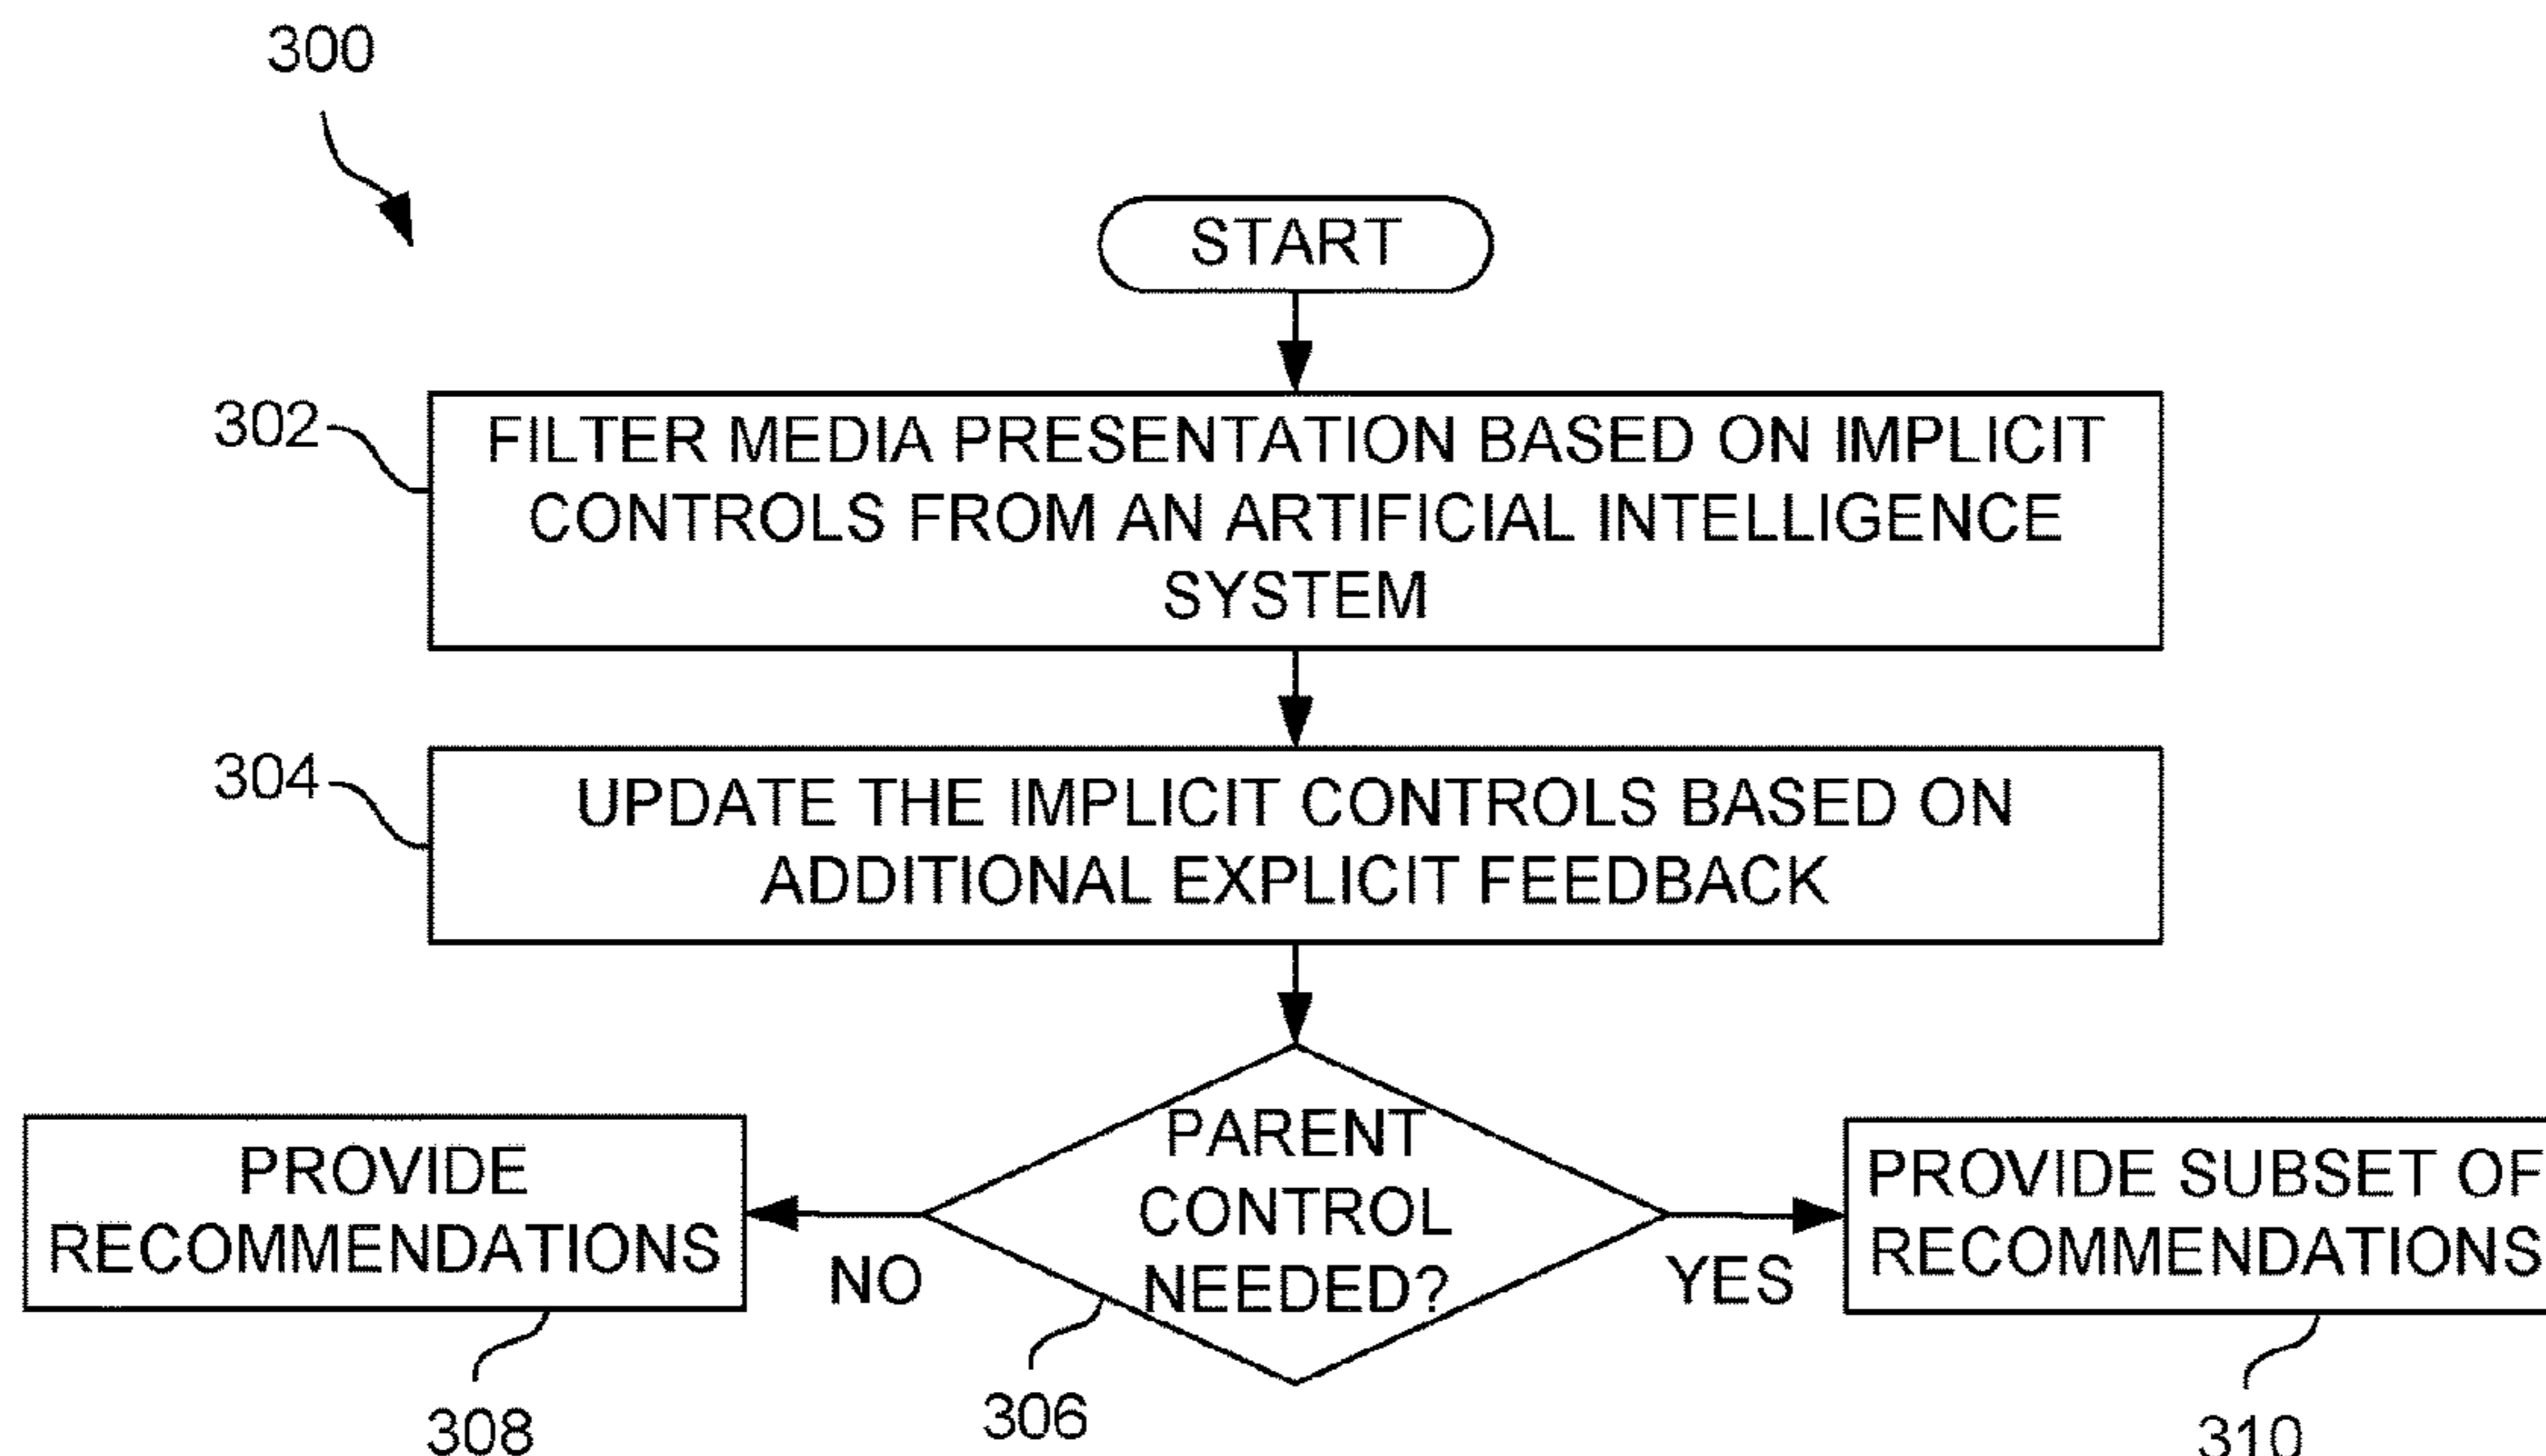 300
START
302
FILTER MEDIA PRESENTATION BASED ON IMPLICIT
CONTROLS FROM AN ARTIFICIAL INTELLIGENCE
SYSTEM
304
UPDATE THE IMPLICIT CONTROLS BASED ON
ADDITIONAL EXPLICIT FEEDBACK
PROVIDE
RECOMMENDATIONS
308
NO
PARENT
CONTROL
NEEDED?
306
YES
PROVIDE SUBSET OF
RECOMMENDATIONS
310